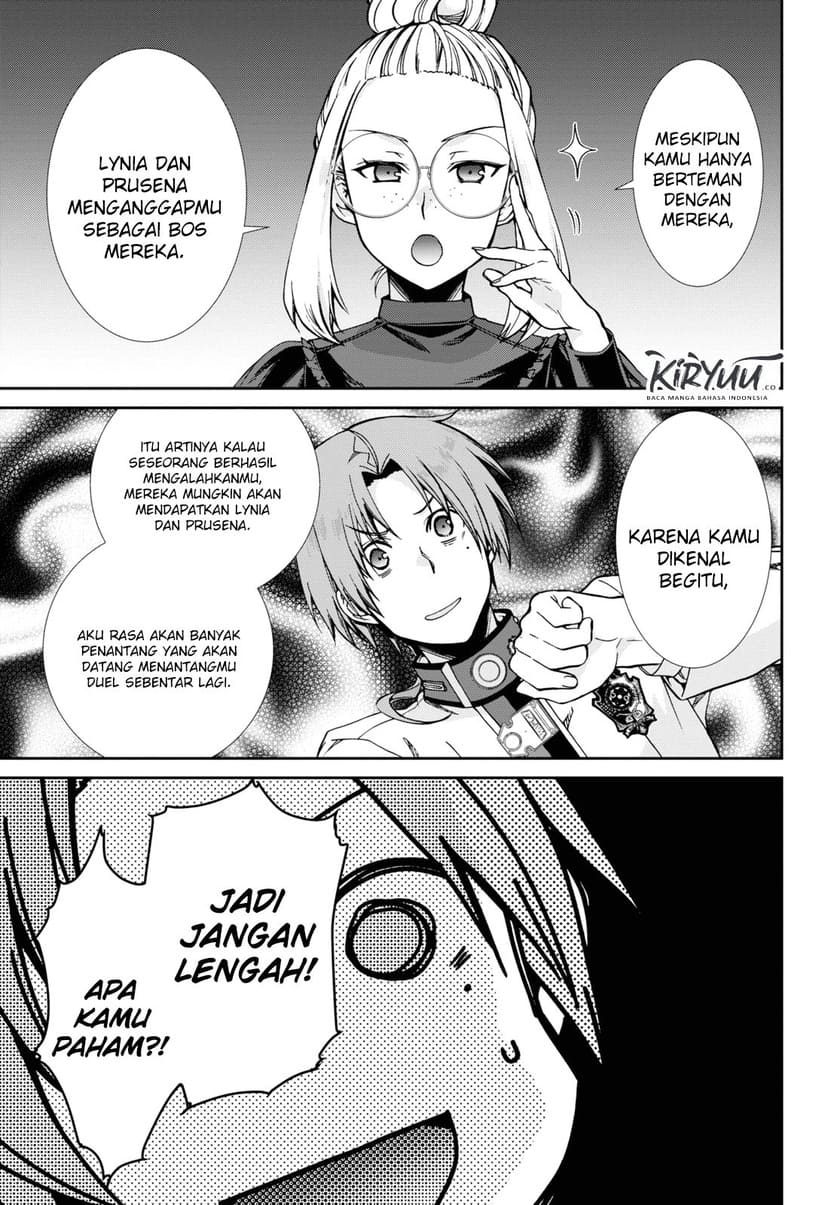 MESKIPUN
KAMU HANYA
BERTEMAN
DENGAN
MEREKA,
LYNIA DAN
PRUSENA
MENGANGGAPMU
SEBAGAI BOS
MEREKA.
KIRYUU.CO
BACA MANGA BAHASA INDONESIA
KARENA KAMU
DIKENAL
BEGITU,
ITU ARTINYA KALAU
SESEORANG BERHASIL
MENGALAHKANMU,
MEREKA MUNGKIN AKAN
MENDAPATKAN LYNIA
DAN PRUSENA.
AKU RASA AKAN BANYAK
PENANTANG YANG AKAN
DATANG MENANTANGMU
DUEL SEBENTAR LAGI.
JADI
JANGAN
LENGAH!
APA
KAMU
PAHAM?!